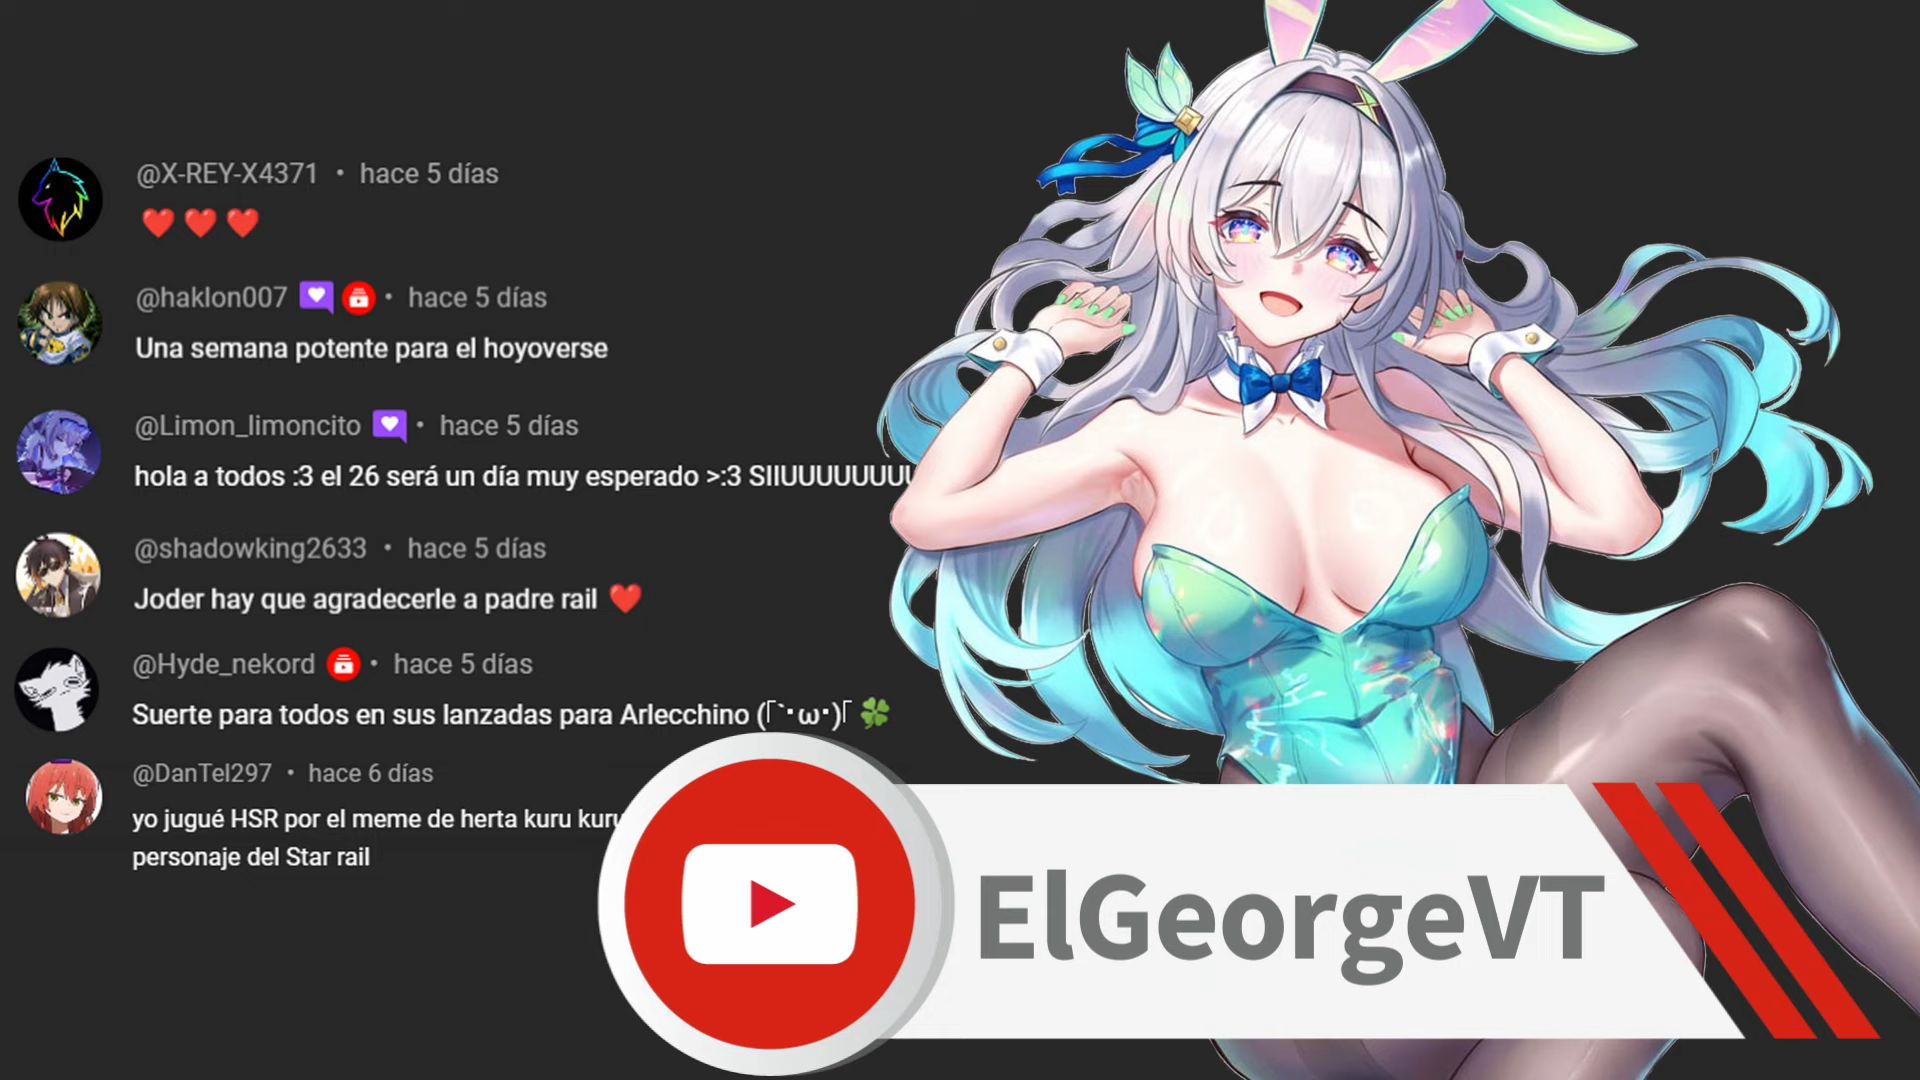 @X-REY-X4371 • hace 5 días
❤️ ❤️ ❤️
@haklon007 • hace 5 días
Una semana potente para el hoyoverse
@Limon_limoncito • hace 5 días
hola a todos :3 el 26 será un día muy esperado >:3 SIIUUUUUUUU
@shadowking2633 • hace 5 días
Joder hay que agradecerle a padre rail ❤️
@Hyde_nekord • hace 5 días
Suerte para todos en sus lanzadas para Arlecchino (「`･ω･)「 🍀
@DanTel297 • hace 6 días
yo jugué HSR por el meme de herta kuru kuru
personaje del Star rail
ElGeorgeVT